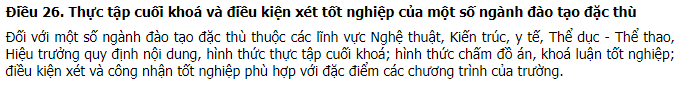 Điều 26. Thực tập cuối khoá và điều kiện xét tốt nghiệp của một số ngành đào tạo đặc thù
Đối với một số ngành đào tạo đặc thù thuộc các lĩnh vực Nghệ thuật, Kiến trúc, y tế, Thể dục - Thể thao,
Hiệu trưởng quy định nội dung, hình thức thực tập cuối khoá; hình thức chấm đồ án, khoá luận tốt nghiệp;
điều kiện xét và công nhận tốt nghiệp phù hợp với đặc điểm các chương trình của trường.